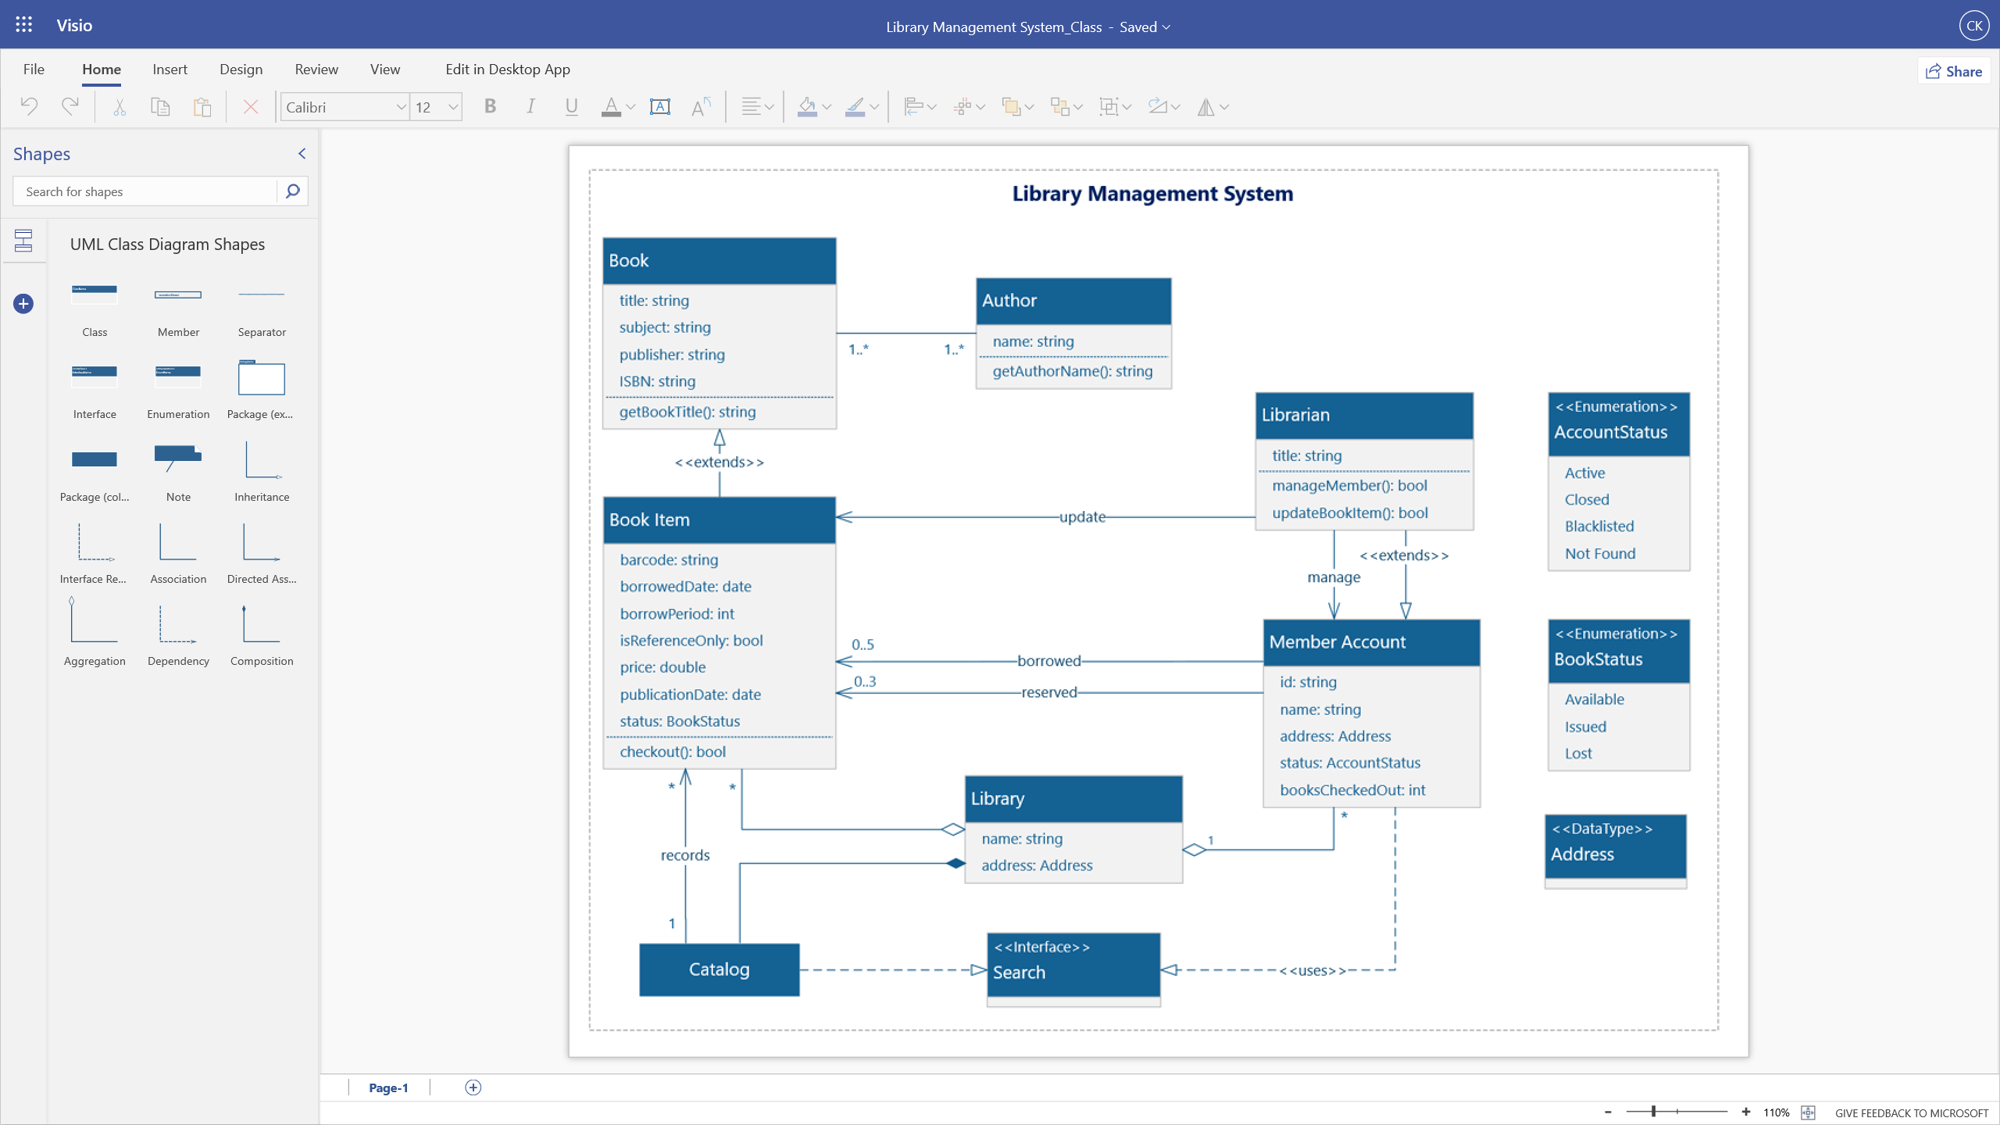 Visio
Library Management System_Class - Saved
CK
File
Home
Insert
Design
Review
View
Edit in Desktop App
Share
Calibri
12
Shapes
Search for shapes
UML Class Diagram Shapes
Class
Member
Separator
Interface
Enumeration
Package (ex...
Package (col...
Note
Inheritance
Interface Re...
Association
Directed Ass...
Aggregation
Dependency
Composition
Library Management System
Book
title: string
subject: string
publisher: string
ISBN: string
getBookTitle(): string
1..*
1..*
Author
name: string
getAuthorName(): string
<<extends>>
Librarian
title: string
manageMember(): bool
updateBookItem(): bool
<<Enumeration>>
AccountStatus
Active
Closed
Blacklisted
Not Found
Book Item
barcode: string
borrowedDate: date
borrowPeriod: int
isReferenceOnly: bool
price: double
publicationDate: date
status: BookStatus
checkout(): bool
update
manage
<<extends>>
0..5
borrowed
0..3
reserved
Member Account
id: string
name: string
address: Address
status: AccountStatus
booksCheckedOut: int
<<Enumeration>>
BookStatus
Available
Issued
Lost
*
*
records
1
Library
name: string
address: Address
1
*
<<DataType>>
Address
Catalog
<<Interface>>
Search
<<uses>>
Page-1
110%
GIVE FEEDBACK TO MICROSOFT